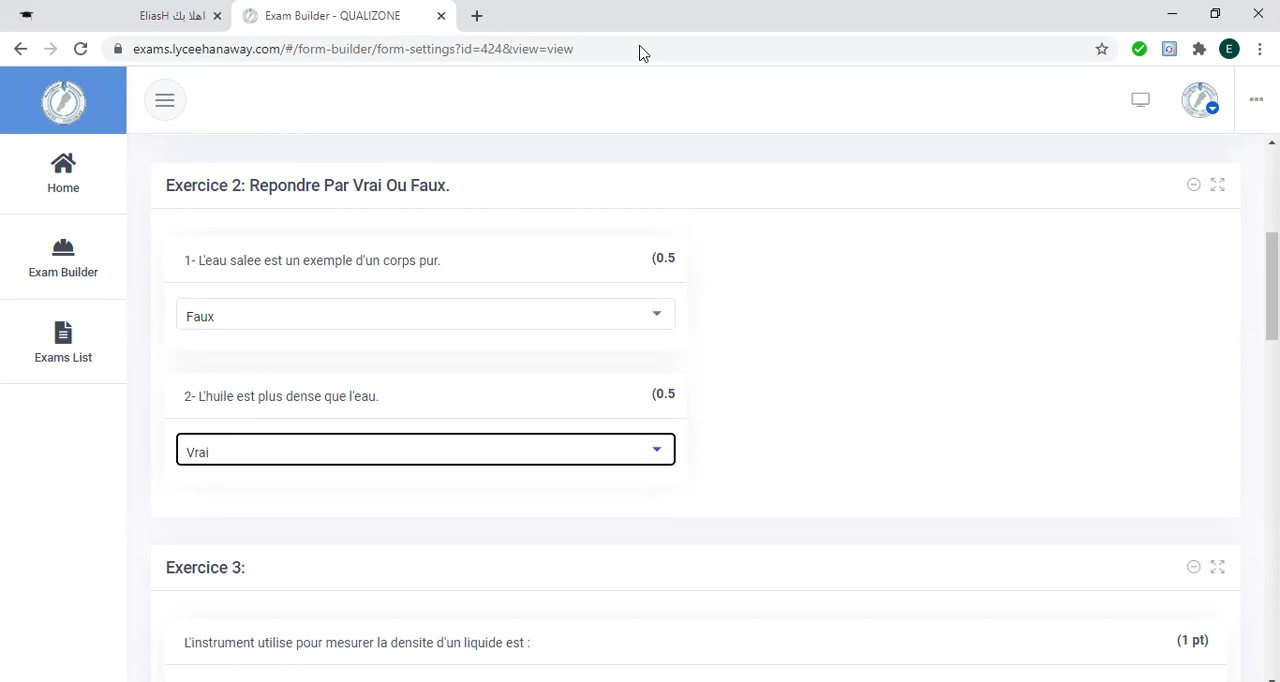 اهلا بك EliasH
Exam Builder - QUALIZONE
exams.lyceehanaway.com/#/form-builder/form-settings?id=424&view=view
E
Home
Exam Builder
Exams List
Exercice 2: Repondre Par Vrai Ou Faux.
1- L'eau salee est un exemple d'un corps pur. (0.5
Faux
2- L'huile est plus dense que l'eau. (0.5
Vrai
Exercice 3:
L'instrument utilise pour mesurer la densite d'un liquide est : (1 pt)